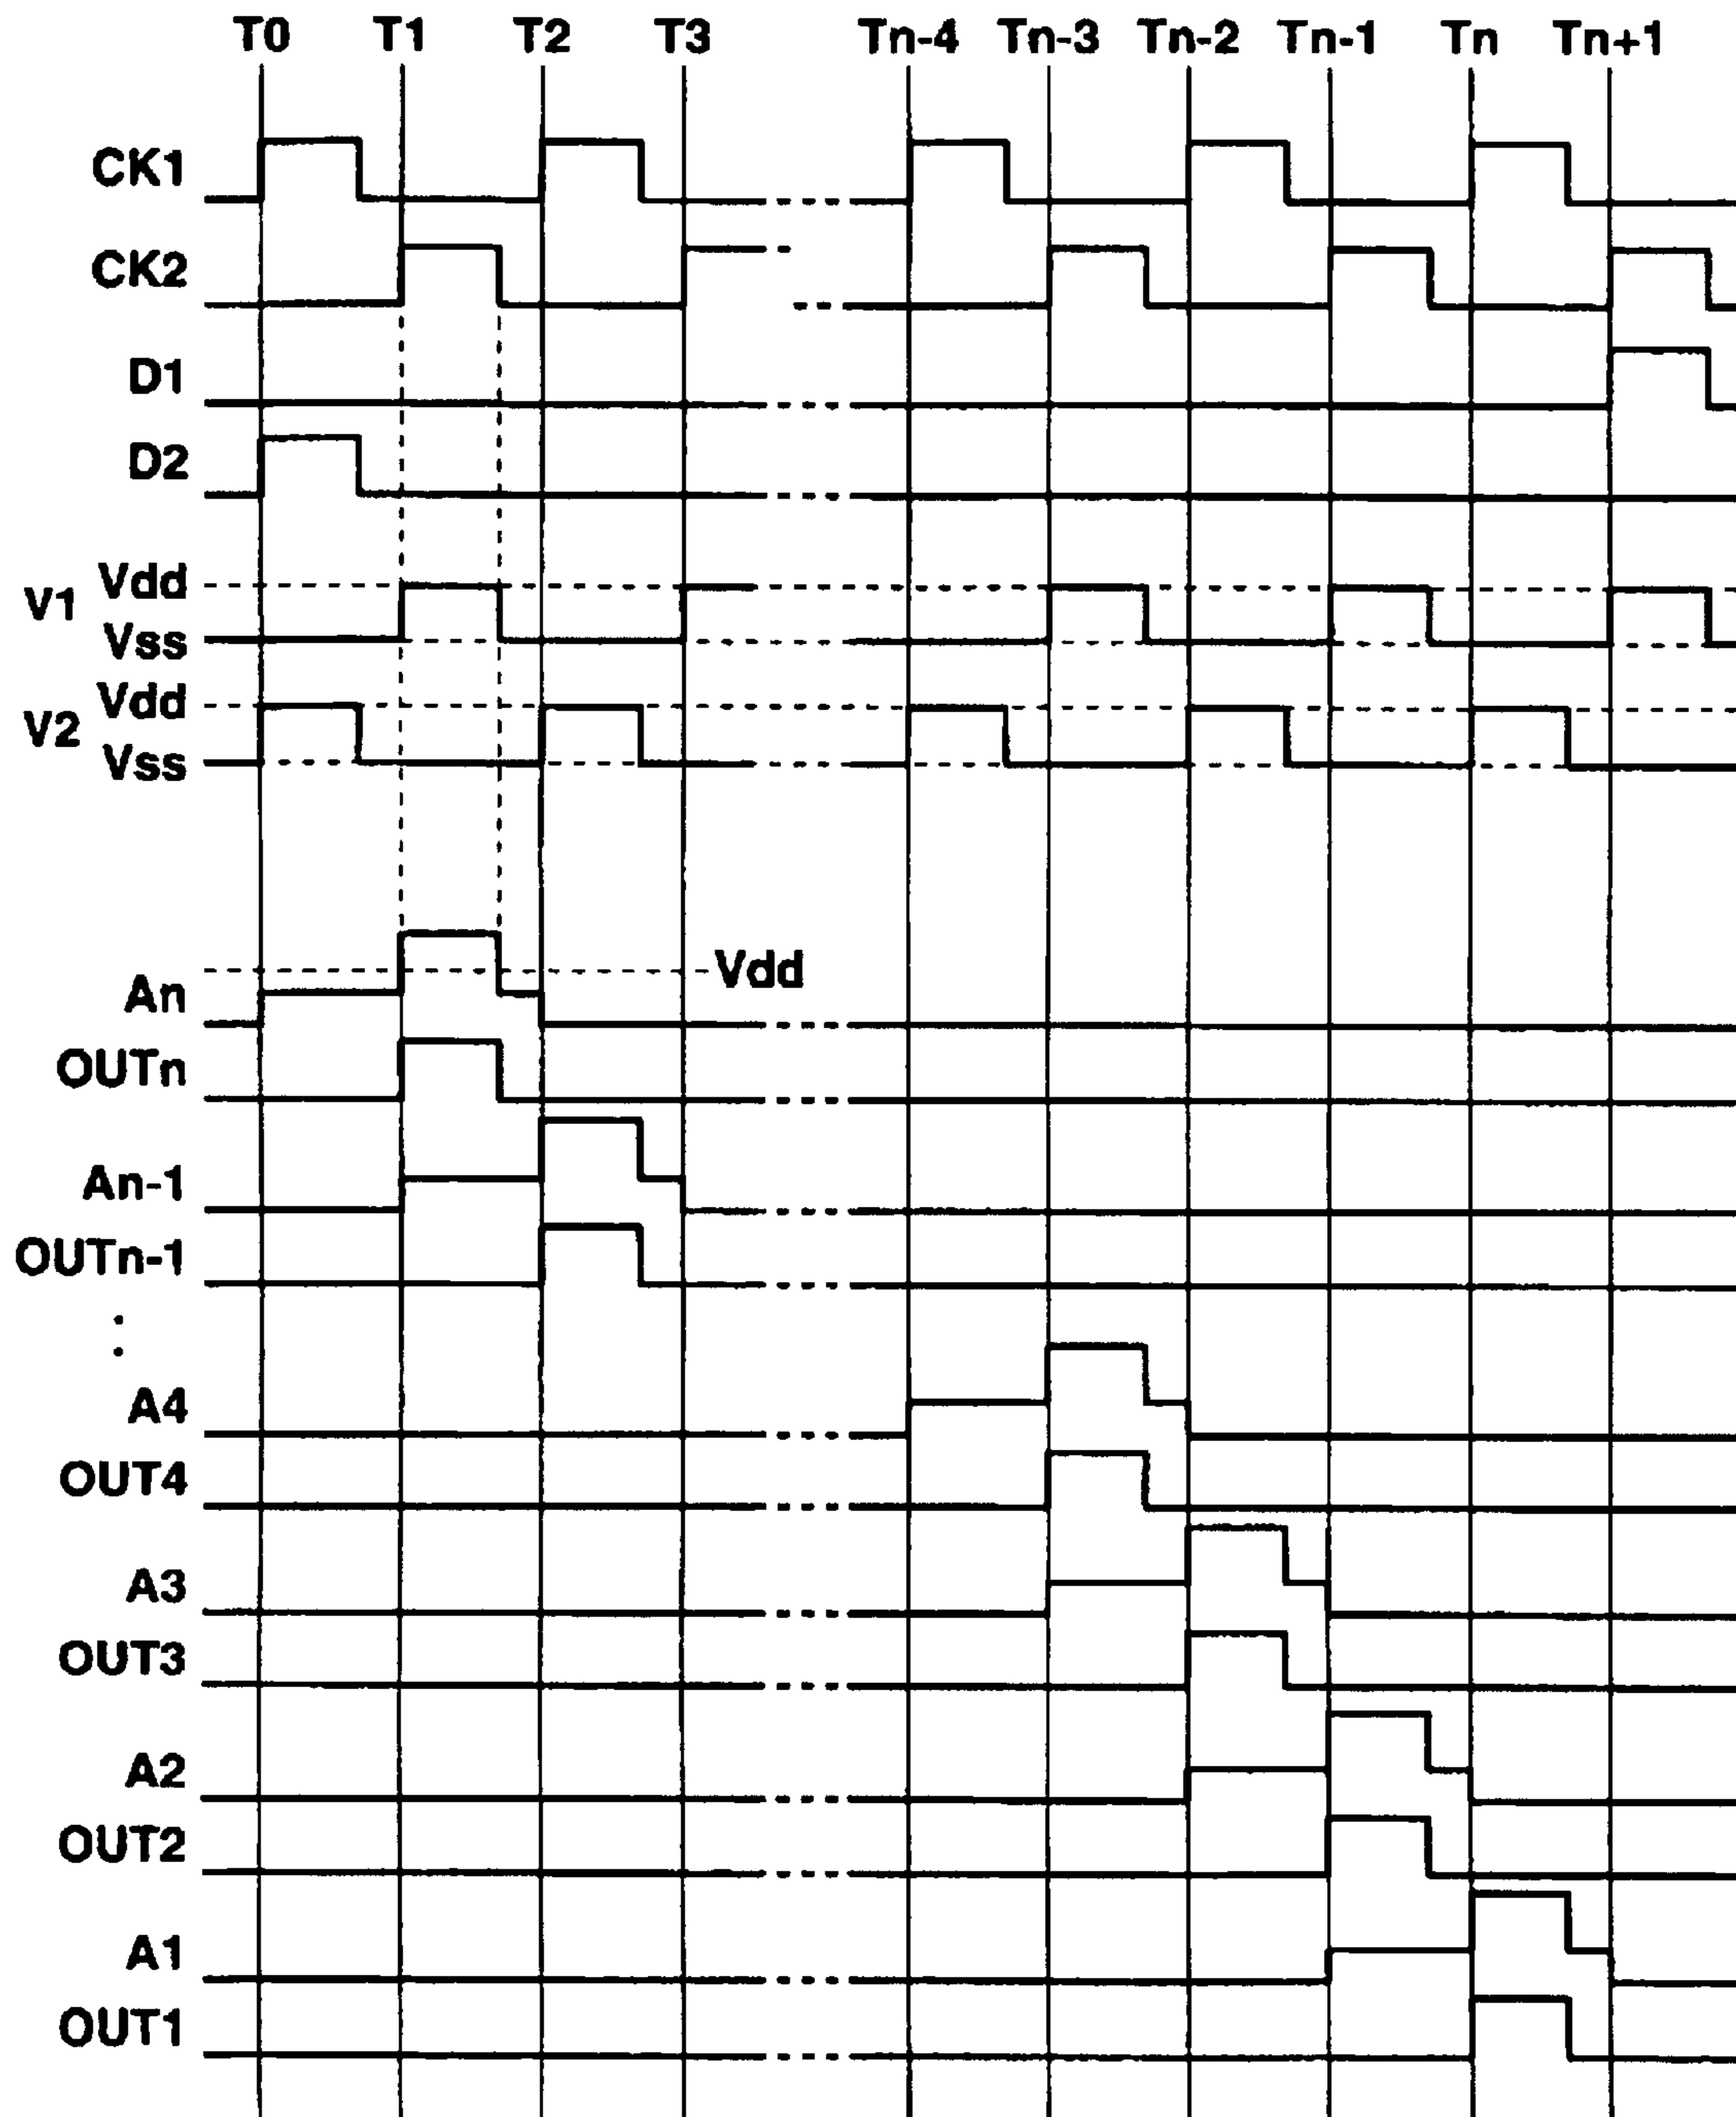 T0 T1 T2 T3 Tn-4 Tn-3 Tn-2 Tn-1 Tn Tn+1
CK1
CK2
D1
D2
V1 Vdd
Vss
V2 Vdd
Vss
Vdd
An
OUTn
An-1
OUTn-1
:
A4
OUT4
A3
OUT3
A2
OUT2
A1
OUT1